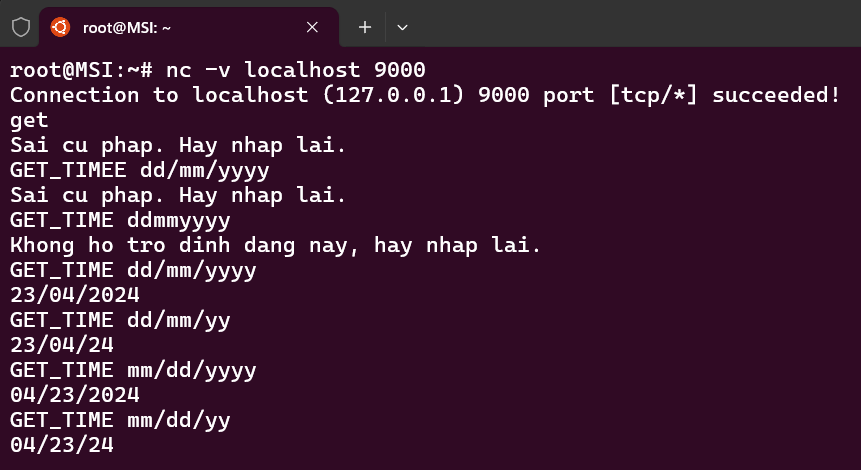 root@MSI: ~
root@MSI:~# nc -v localhost 9000
Connection to localhost (127.0.0.1) 9000 port [tcp/*] succeeded!
get
Sai cu phap. Hay nhap lai.
GET_TIMEE dd/mm/yyyy
Sai cu phap. Hay nhap lai.
GET_TIME ddmmyyyy
Khong ho tro dinh dang nay, hay nhap lai.
GET_TIME dd/mm/yyyy
23/04/2024
GET_TIME dd/mm/yy
23/04/24
GET_TIME mm/dd/yyyy
04/23/2024
GET_TIME mm/dd/yy
04/23/24